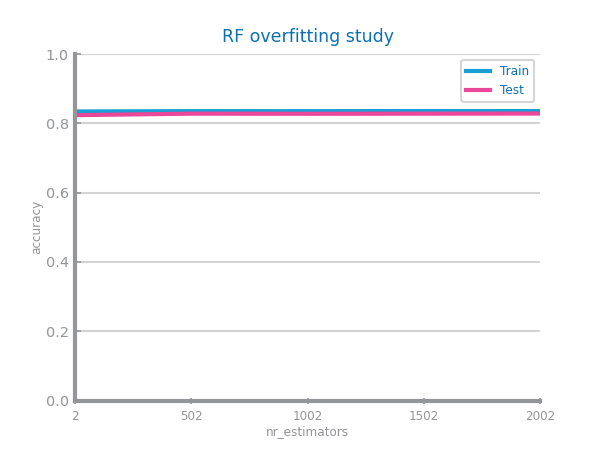 RF overfitting study
1.0
0.8
0.6
0.4
0.2
0.0
accuracy
Train
Test
2 502 1002 1502 2002
nr_estimators